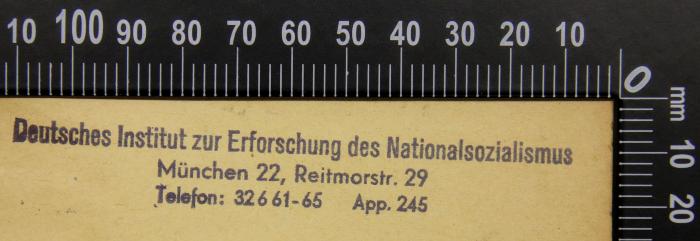 10 100 90 80 70 60 50 40 30 20 10 0
mm
10
20
Deutsches Institut zur Erforschung des Nationalsozialismus
München 22, Reitmorstr. 29
Telefon: 32661-65 App. 245